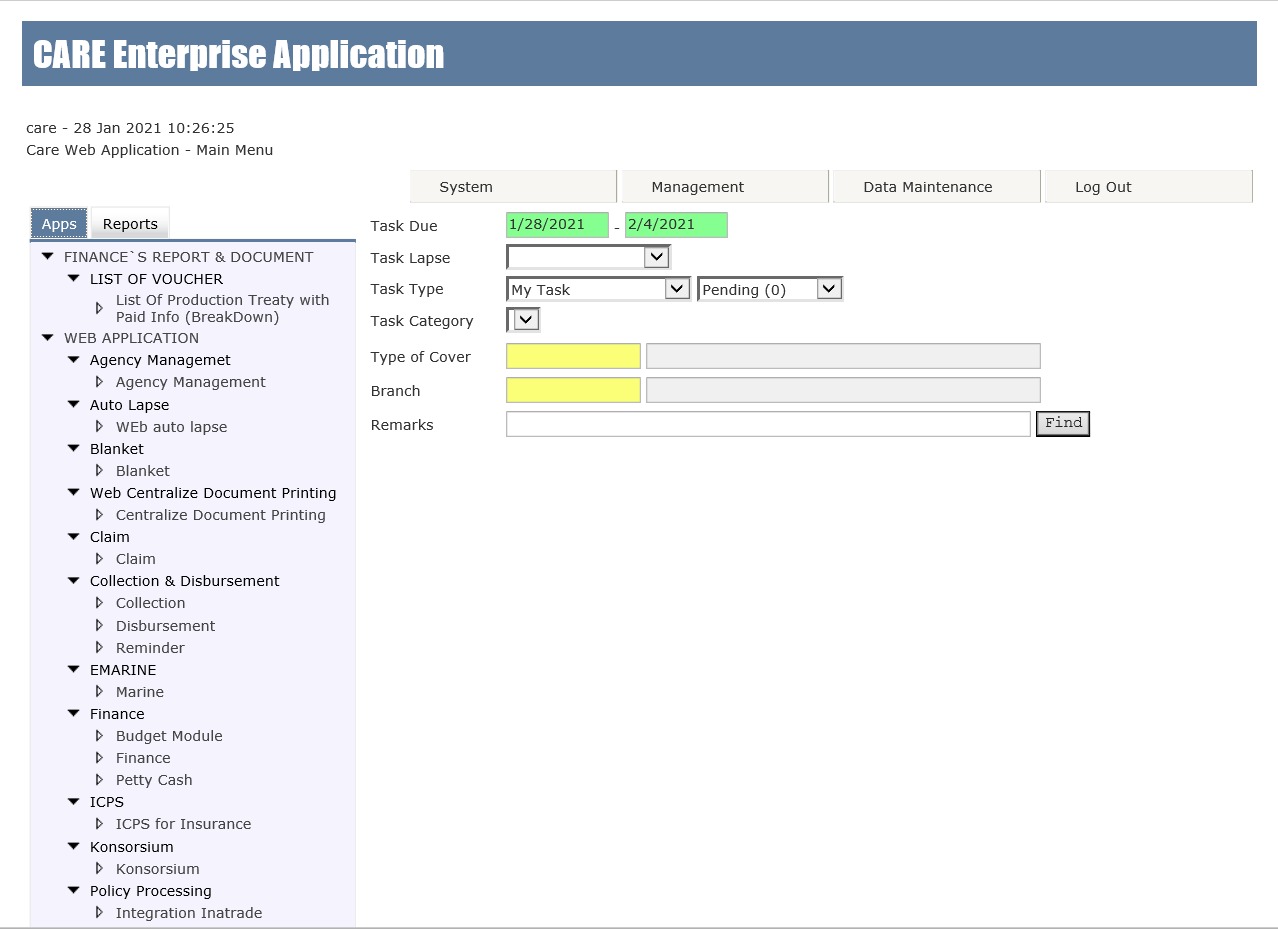 CARE Enterprise Application
care - 28 Jan 2021 10:26:25
Care Web Application - Main Menu
System Management Data Maintenance Log Out
Apps Reports
FINANCE`S REPORT & DOCUMENT
LIST OF VOUCHER
List Of Production Treaty with
Paid Info (BreakDown)
WEB APPLICATION
Agency Managemet
Agency Management
Auto Lapse
WEb auto lapse
Blanket
Blanket
Web Centralize Document Printing
Centralize Document Printing
Claim
Claim
Collection & Disbursement
Collection
Disbursement
Reminder
EMARINE
Marine
Finance
Budget Module
Finance
Petty Cash
ICPS
ICPS for Insurance
Konsorsium
Konsorsium
Policy Processing
Integration Inatrade
Task Due 1/28/2021 - 2/4/2021
Task Lapse
Task Type My Task Pending (0)
Task Category
Type of Cover
Branch
Remarks Find